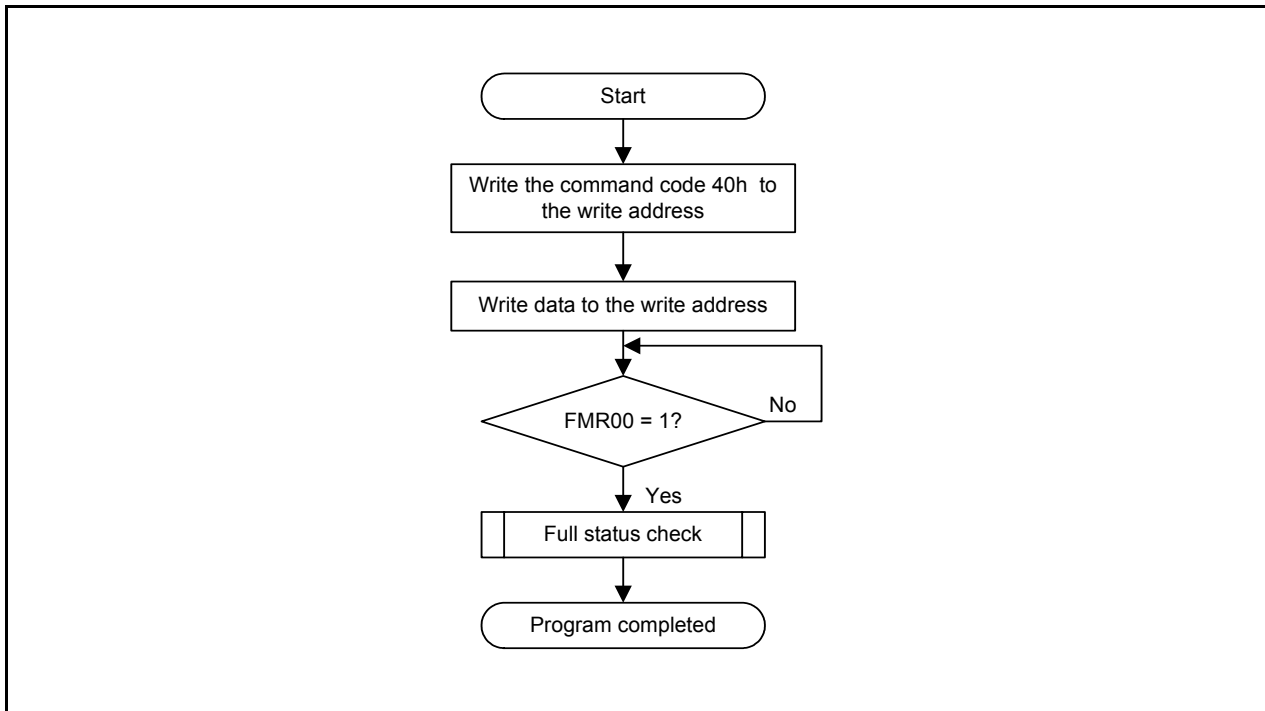 Start
Write the command code 40h to
the write address
Write data to the write address
FMR00 = 1?
No
Yes
Full status check
Program completed